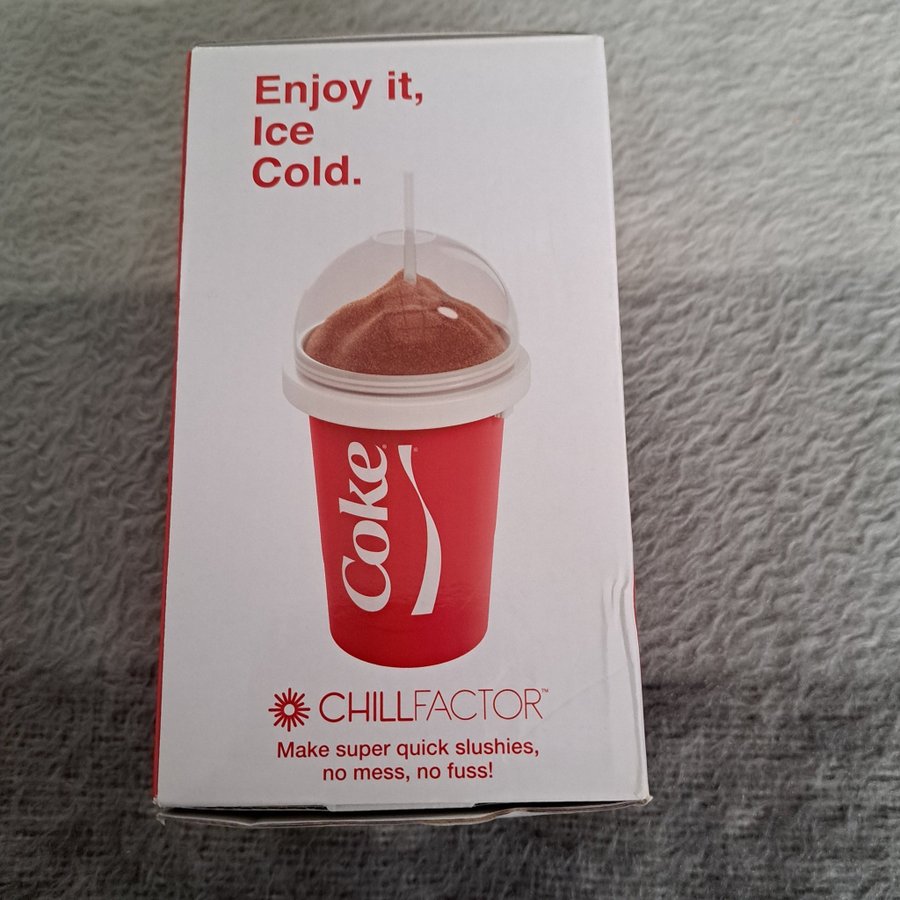 Enjoy it,
Ice
Cold.
Coke®
CHILLFACTOR™
Make super quick slushies,
no mess, no fuss!